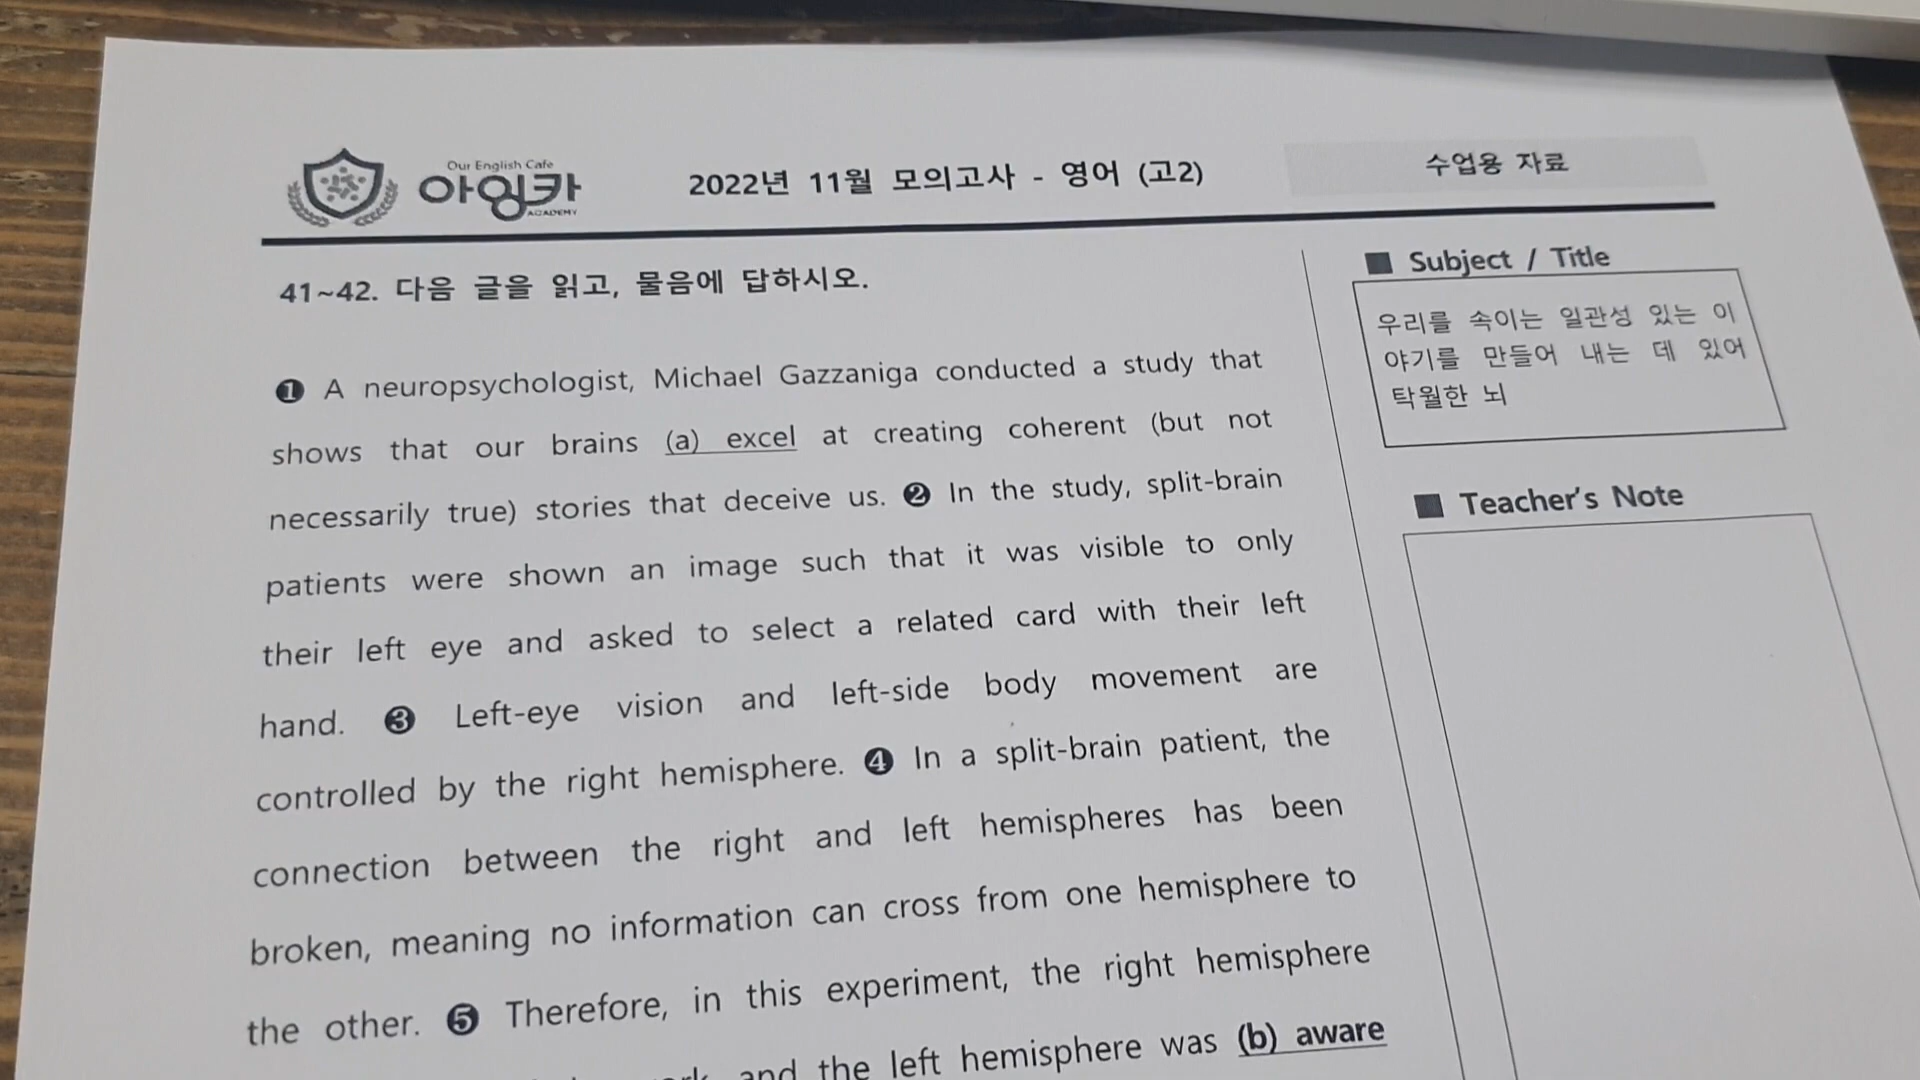 Our English Cafe
아잉카
ACADEMY
2022년 11월 모의고사 - 영어 (고2)
수업용 자료
41~42. 다음 글을 읽고, 물음에 답하시오.
❶ A neuropsychologist, Michael Gazzaniga conducted a study that
shows that our brains (a) excel at creating coherent (but not
necessarily true) stories that deceive us. ❷ In the study, split-brain
patients were shown an image such that it was visible to only
their left eye and asked to select a related card with their left
hand. ❸ Left-eye vision and left-side body movement are
controlled by the right hemisphere. ❹ In a split-brain patient, the
connection between the right and left hemispheres has been
broken, meaning no information can cross from one hemisphere to
the other. ❺ Therefore, in this experiment, the right hemisphere
and the left hemisphere was (b) aware
■ Subject / Title
우리를 속이는 일관성 있는 이
야기를 만들어 내는 데 있어
탁월한 뇌
■ Teacher's Note